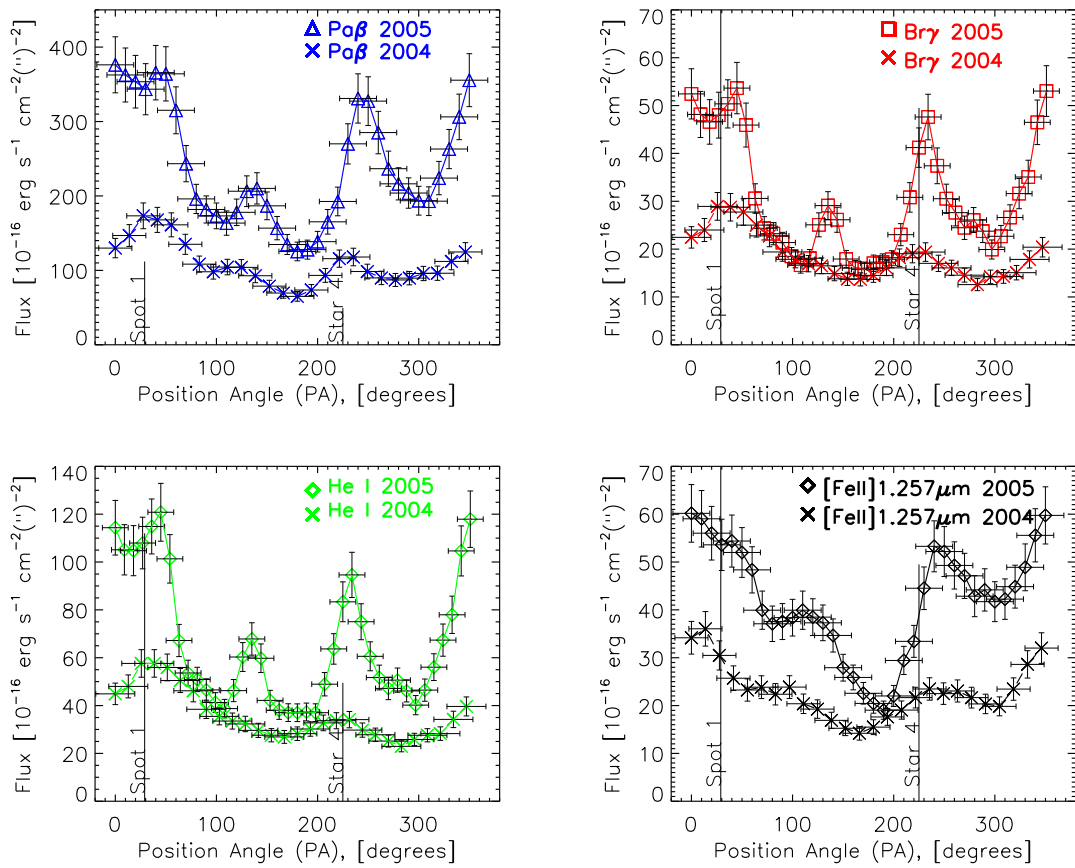 Paβ 2005
Paβ 2004
400
300
200
100
0
Flux [10⁻¹⁶ erg s⁻¹ cm⁻²('')⁻²]
Spot 1
Star 4
0 100 200 300
Position Angle (PA), [degrees]
Brγ 2005
Brγ 2004
70
60
50
40
30
20
10
0
Flux [10⁻¹⁶ erg s⁻¹ cm⁻²('')⁻²]
Spot 1
Star 4
0 100 200 300
Position Angle (PA), [degrees]
He I 2005
He I 2004
140
120
100
80
60
40
20
0
Flux [10⁻¹⁶ erg s⁻¹ cm⁻²('')⁻²]
Spot 1
Star 4
0 100 200 300
Position Angle (PA), [degrees]
[FeII]1.257μm 2005
[FeII]1.257μm 2004
70
60
50
40
30
20
10
0
Flux [10⁻¹⁶ erg s⁻¹ cm⁻²('')⁻²]
Spot 1
Star 4
0 100 200 300
Position Angle (PA), [degrees]